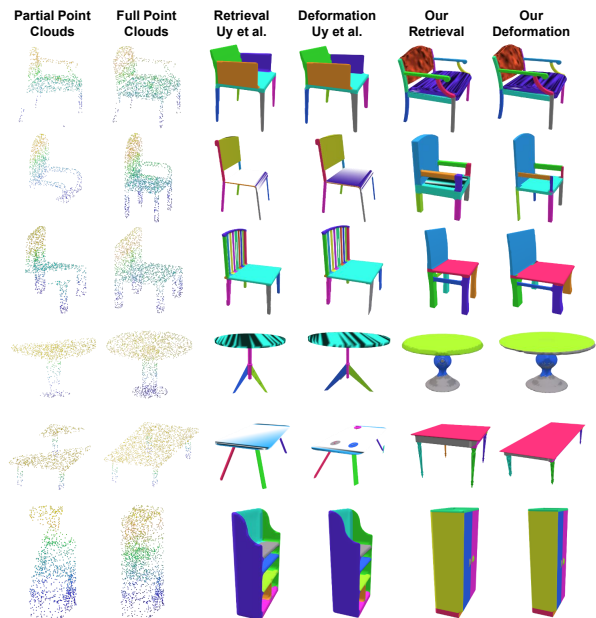 Partial Point Full Point Retrieval Deformation Our Our
Clouds Clouds Uy et al. Uy et al. Retrieval Deformation